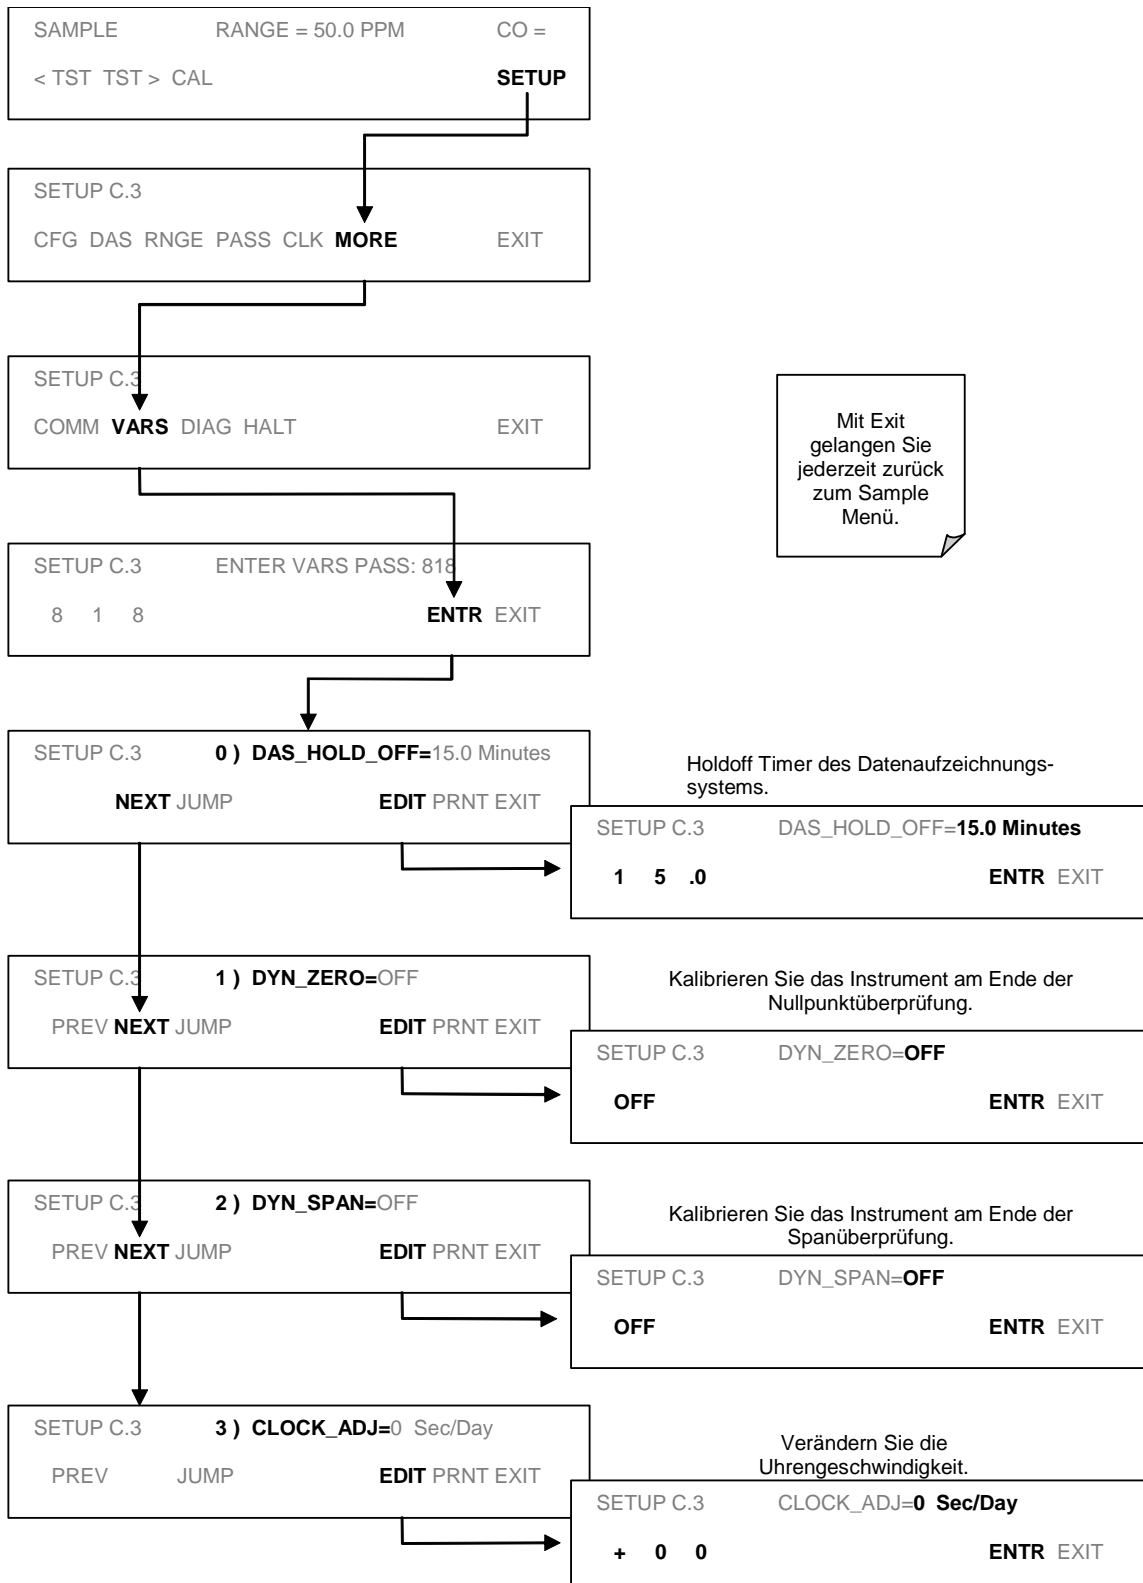 SAMPLE RANGE = 50.0 PPM CO =
< TST TST > CAL SETUP
SETUP C.3
CFG DAS RNGE PASS CLK MORE EXIT
SETUP C.3
COMM VARS DIAG HALT EXIT
Mit Exit
gelangen Sie
jederzeit zurück
zum Sample
Menü.
SETUP C.3 ENTER VARS PASS: 818
8 1 8 ENTR EXIT
SETUP C.3 0 ) DAS_HOLD_OFF=15.0 Minutes
NEXT JUMP EDIT PRNT EXIT
Holdoff Timer des Datenaufzeichnungs-
systems.
SETUP C.3 DAS_HOLD_OFF=15.0 Minutes
1 5 .0 ENTR EXIT
SETUP C.3 1 ) DYN_ZERO=OFF
PREV NEXT JUMP EDIT PRNT EXIT
Kalibrieren Sie das Instrument am Ende der
Nullpunktüberprüfung.
SETUP C.3 DYN_ZERO=OFF
OFF ENTR EXIT
SETUP C.3 2 ) DYN_SPAN=OFF
PREV NEXT JUMP EDIT PRNT EXIT
Kalibrieren Sie das Instrument am Ende der
Spanüberprüfung.
SETUP C.3 DYN_SPAN=OFF
OFF ENTR EXIT
SETUP C.3 3 ) CLOCK_ADJ=0 Sec/Day
PREV JUMP EDIT PRNT EXIT
Verändern Sie die
Uhrengeschwindigkeit.
SETUP C.3 CLOCK_ADJ=0 Sec/Day
+ 0 0 ENTR EXIT